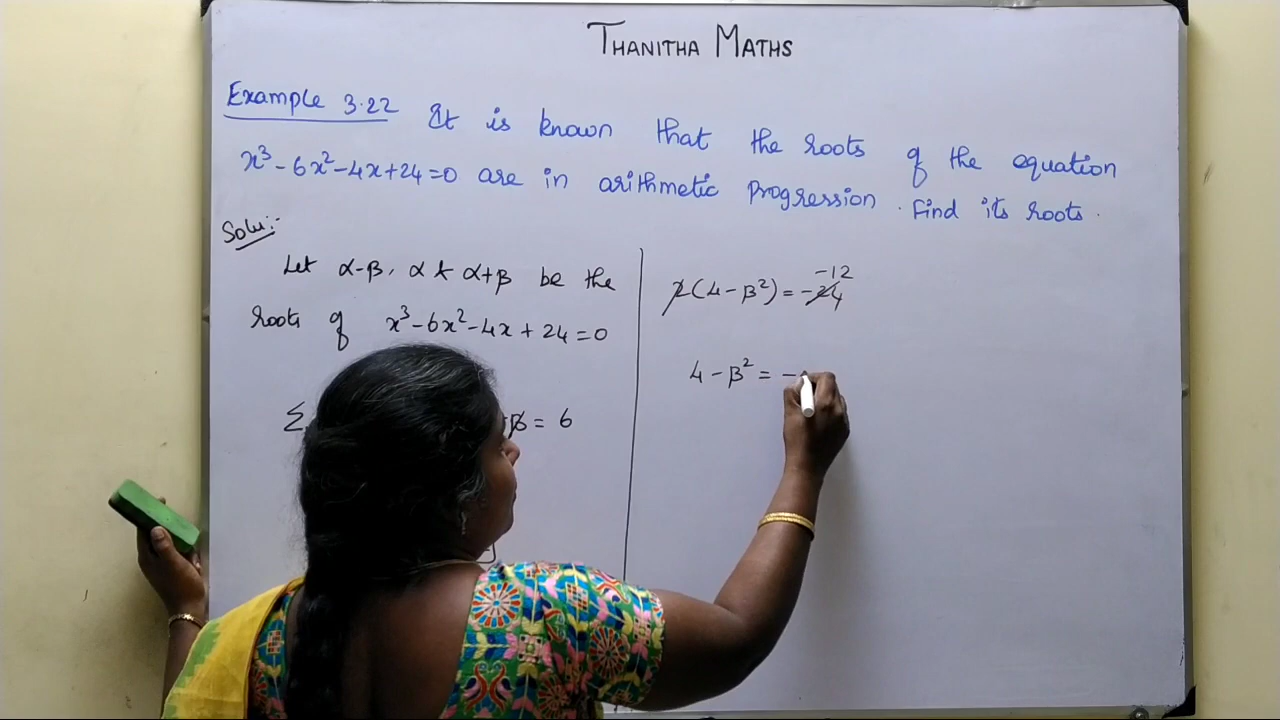 THANITHA MATHS
Example 3.22 It is known that the roots of the equation
x³-6x²-4x+24=0 are in arithmetic progression. Find its roots.
Solu:-
Let α-β, α & α+β be the
roots of x³-6x²-4x+24=0
Σ β = 6
2(4-β²)=-24
-12
4-β²= -